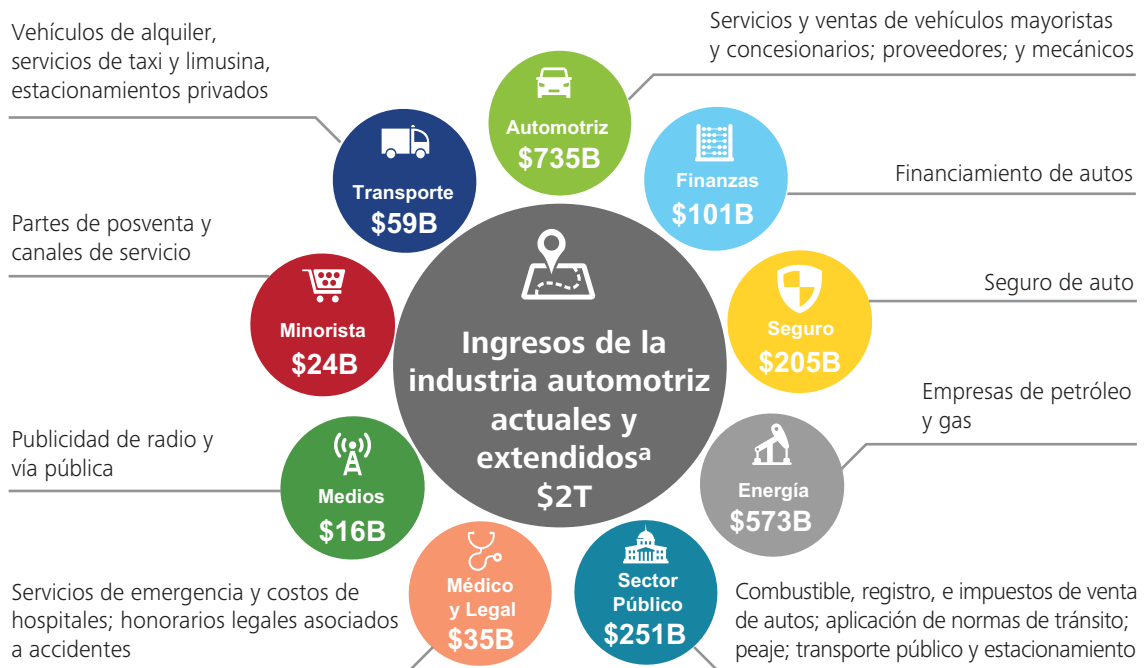 Vehículos de alquiler,
servicios de taxi y limusina,
estacionamientos privados
Servicios y ventas de vehículos mayoristas
y concesionarios; proveedores; y mecánicos
Automotriz
$735B
Transporte
$59B
Finanzas
$101B
Financiamiento de autos
Partes de posventa y
canales de servicio
Minorista
$24B
Seguro
$205B
Seguro de auto
Ingresos de la
industria automotriz
actuales y
extendidosª
$2T
Publicidad de radio y
vía pública
Medios
$16B
Energía
$573B
Empresas de petróleo
y gas
Servicios de emergencia y costos de
hospitales; honorarios legales asociados
a accidentes
Médico
y Legal
$35B
Sector
Público
$251B
Combustible, registro, e impuestos de venta
de autos; aplicación de normas de tránsito;
peaje; transporte público y estacionamiento